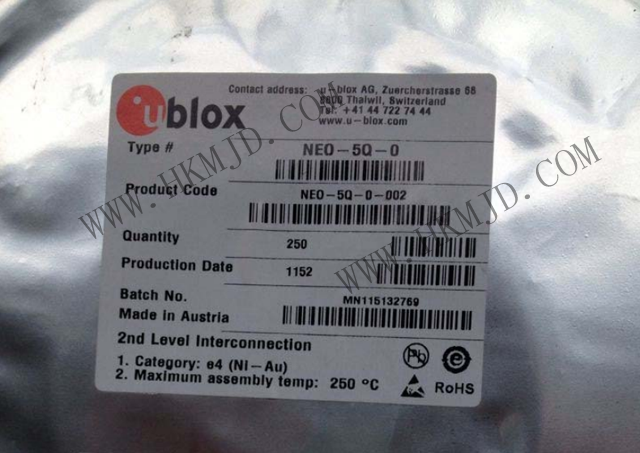 ublox
Contact address: u-blox AG, Zuercherstrasse 68
8800 Thalwil, Switzerland
Tel: +41 44 722 74 44
www.u-blox.com
Type # NEO-5Q-0
Product Code NEO-5Q-0-002
Quantity 250
Production Date 1152
Batch No. MN115132769
Made in Austria
2nd Level Interconnection
1. Category: e4 (Ni-Au)
2. Maximum assembly temp: 250 ºC
Pb
e
RoHS
WWW.HKMJD.COM
WWW.HKMJD.COM